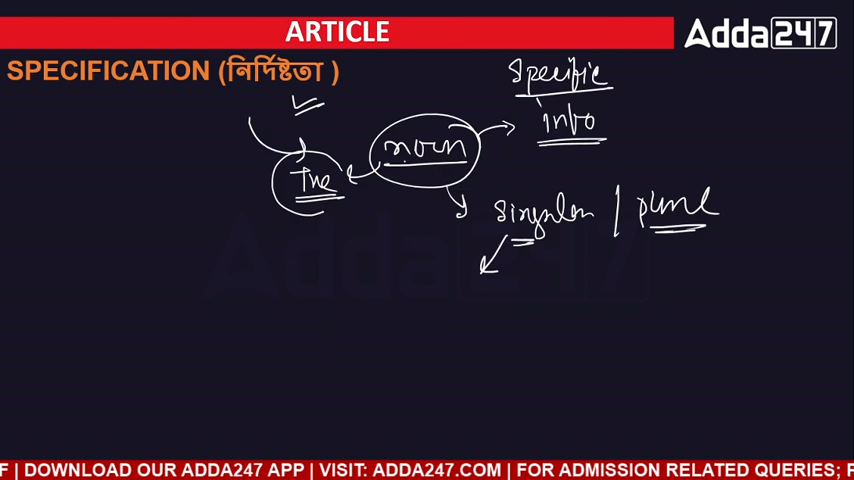 ARTICLE
Adda247
SPECIFICATION (নির্দিষ্টতা )
Specific
info
noun
The
Singular / plural
Adda247
F | DOWNLOAD OUR ADDA247 APP | VISIT: ADDA247.COM | FOR ADMISSION RELATED QUERIES; P